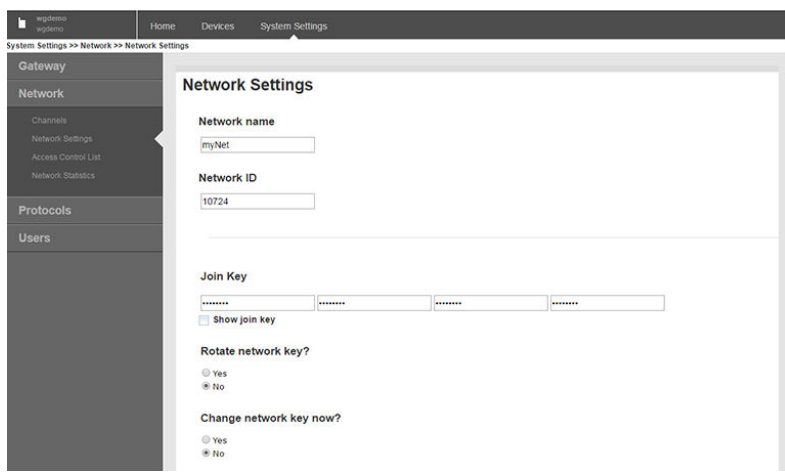 wgdemo
wgdemo
Home Devices System Settings
System Settings >> Network >> Network Settings
Gateway
Network
Channels
Network Settings
Access Control List
Network Statistics
Protocols
Users
Network Settings
Network name
myNet
Network ID
10724
Join Key
•••••••• •••••••• •••••••• ••••••••
Show join key
Rotate network key?
Yes
No
Change network key now?
Yes
No